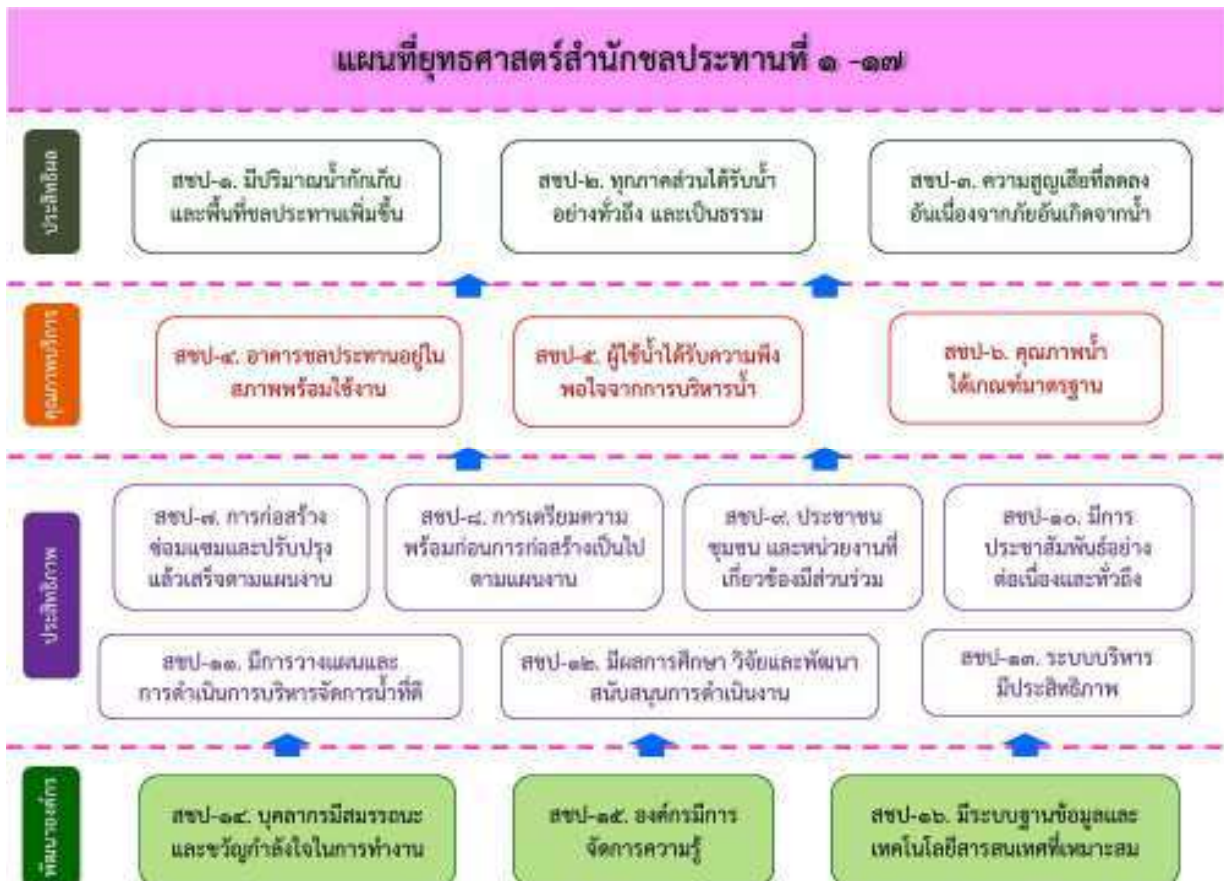 แผนที่ยุทธศาสตร์สำนักชลประทานที่ ๑ -๑๗
ประสิทธิผล
สชป-๑. มีปริมาณน้ำกักเก็บ
และพื้นที่ชลประทานเพิ่มขึ้น
สชป-๒. ทุกภาคส่วนได้รับน้ำ
อย่างทั่วถึง และเป็นธรรม
สชป-๓. ความสูญเสียที่ลดลง
อันเนื่องจากภัยอันเกิดจากน้ำ
คุณภาพบริการ
สชป-๔. อาคารชลประทานอยู่ใน
สภาพพร้อมใช้งาน
สชป-๕. ผู้ใช้น้ำได้รับความพึง
พอใจจากการบริหารน้ำ
สชป-๖. คุณภาพน้ำ
ได้เกณฑ์มาตรฐาน
ประสิทธิภาพ
สชป-๗. การก่อสร้าง
ซ่อมแซมและปรับปรุง
แล้วเสร็จตามแผนงาน
สชป-๘. การเตรียมความ
พร้อมก่อนการก่อสร้างเป็นไป
ตามแผนงาน
สชป-๙. ประชาชน
ชุมชน และหน่วยงานที่
เกี่ยวข้องมีส่วนร่วม
สชป-๑๐. มีการ
ประชาสัมพันธ์อย่าง
ต่อเนื่องและทั่วถึง
สชป-๑๑. มีการวางแผนและ
การดำเนินการบริหารจัดการน้ำที่ดี
สชป-๑๒. มีผลการศึกษา วิจัยและพัฒนา
สนับสนุนการดำเนินงาน
สชป-๑๓. ระบบบริหาร
มีประสิทธิภาพ
พัฒนาองค์กร
สชป-๑๔. บุคลากรมีสมรรถนะ
และขวัญกำลังใจในการทำงาน
สชป-๑๕. องค์กรมีการ
จัดการความรู้
สชป-๑๖. มีระบบฐานข้อมูลและ
เทคโนโลยีสารสนเทศที่เหมาะสม